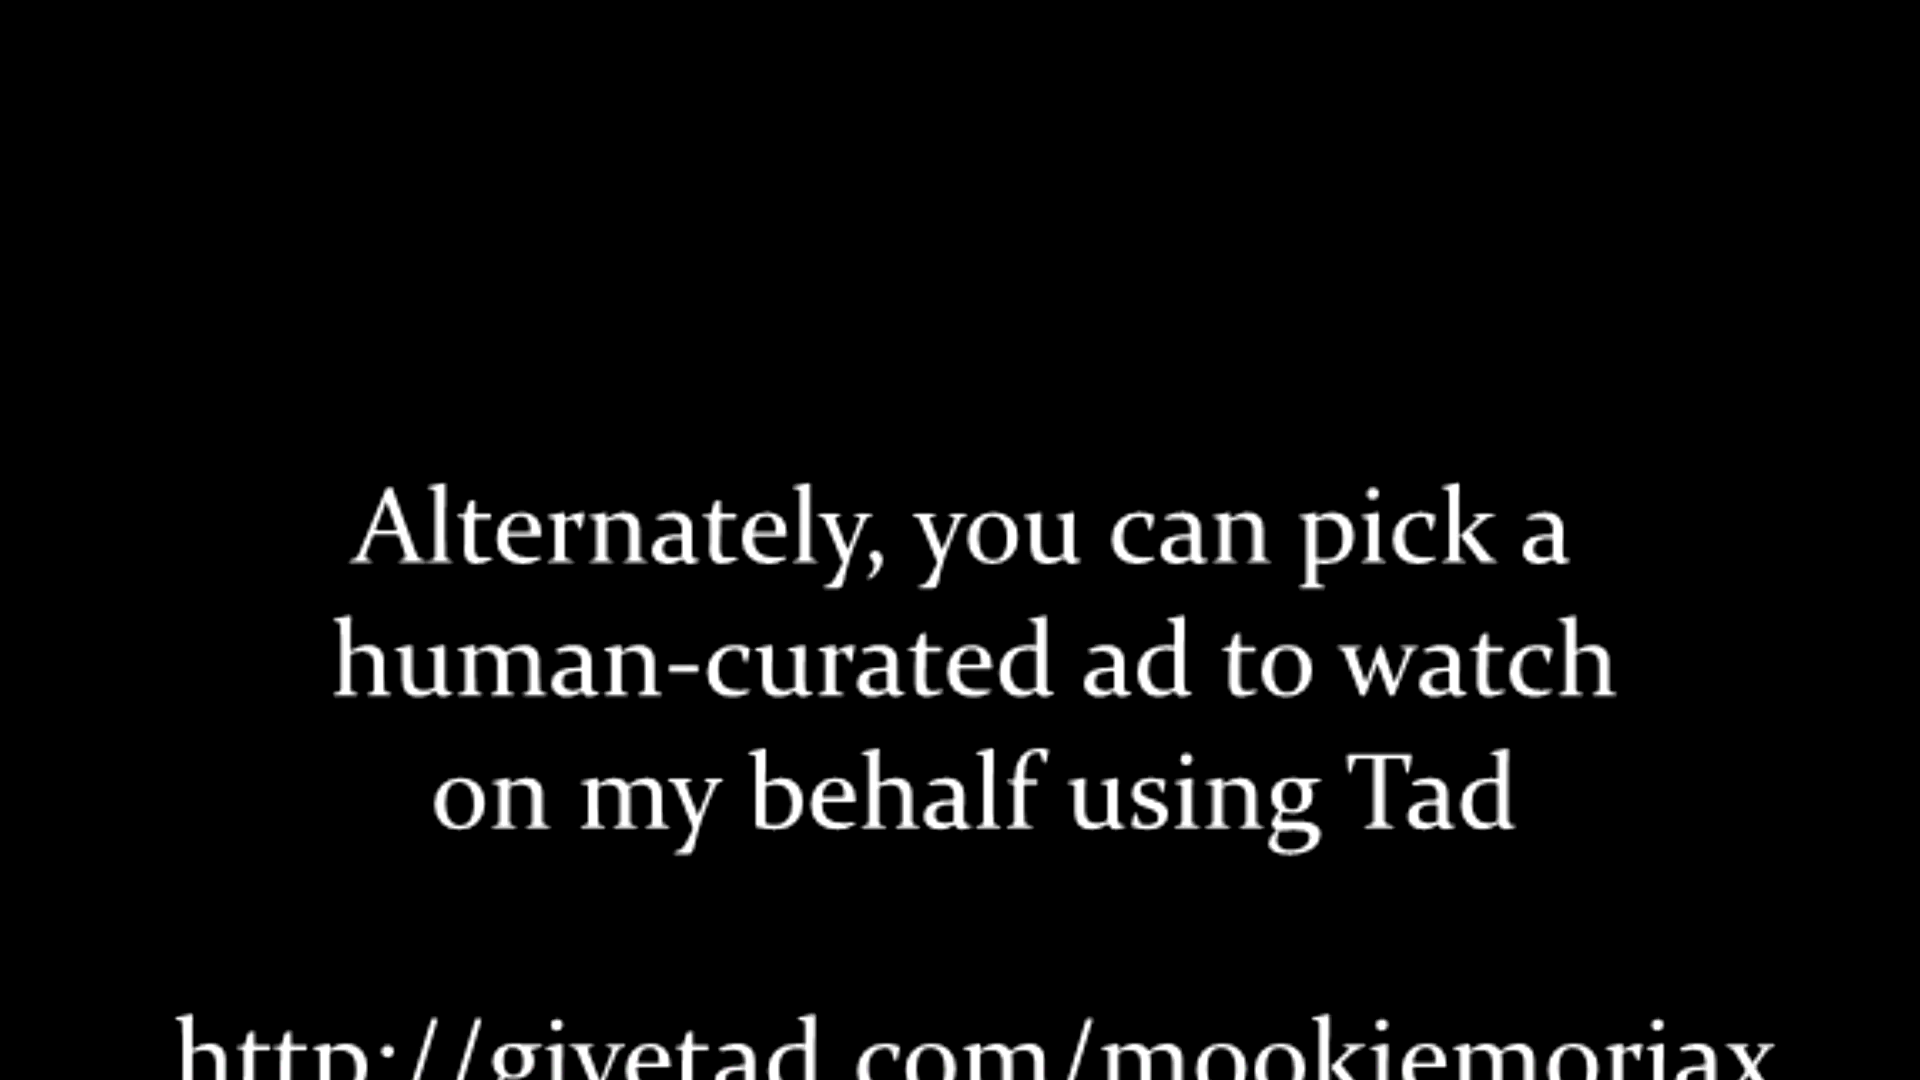 Alternately, you can pick a
human-curated ad to watch
on my behalf using Tad
http://givetad.com/mookiemoriax